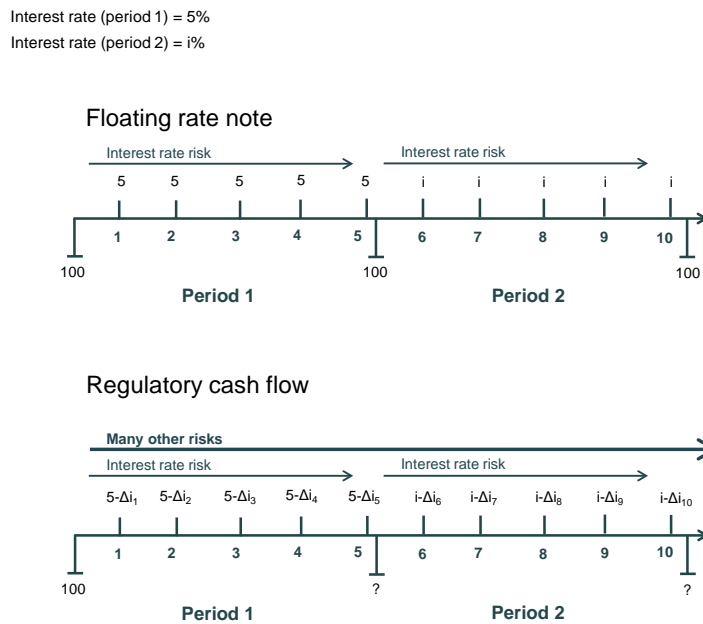 Interest rate (period 1) = 5%
Interest rate (period 2) = i%
Floating rate note
Interest rate risk Interest rate risk
5 5 5 5 5 i i i i i
1 2 3 4 5 6 7 8 9 10
100 100 100
Period 1 Period 2
Regulatory cash flow
Many other risks
Interest rate risk Interest rate risk
5-Δi₁ 5-Δi₂ 5-Δi₃ 5-Δi₄ 5-Δi₅ i-Δi₆ i-Δi₇ i-Δi₈ i-Δi₉ i-Δi₁₀
1 2 3 4 5 6 7 8 9 10
100 ? ?
Period 1 Period 2